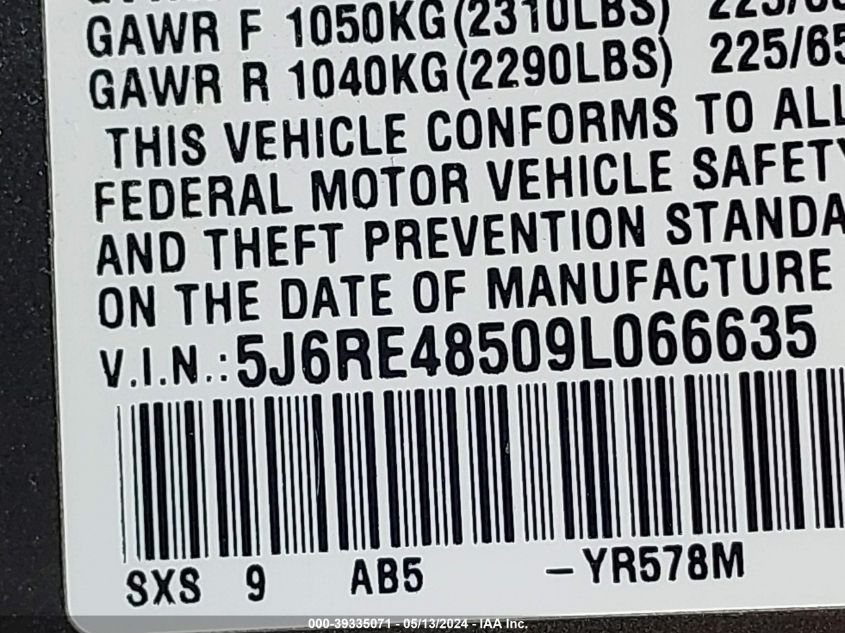 GAWR F 1050KG (2310LBS) 225/65
GAWR R 1040KG (2290LBS) 225/65
THIS VEHICLE CONFORMS TO ALL
FEDERAL MOTOR VEHICLE SAFETY
AND THEFT PREVENTION STANDA
ON THE DATE OF MANUFACTURE
V.I.N.: 5J6RE48509L066635
SXS 9 AB5 -YR578M
000-39335071 - 05/13/2024 - IAA Inc.